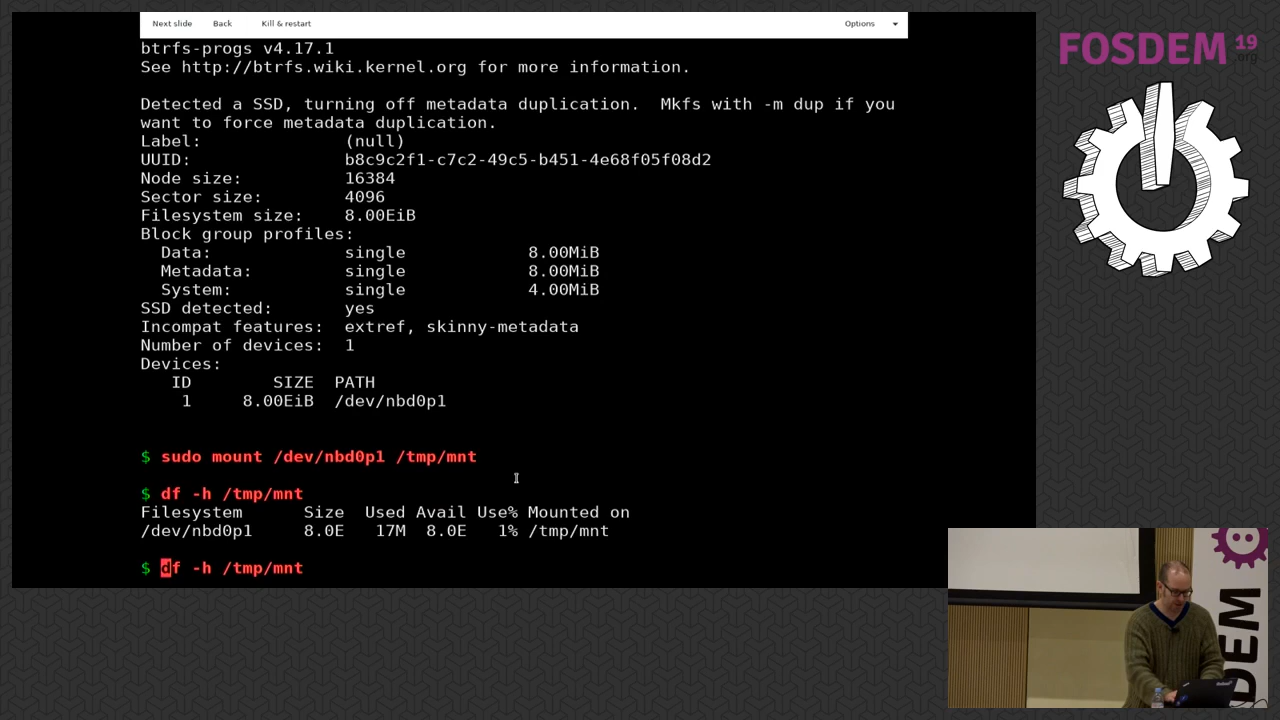 Next slide Back Kill & restart Options
btrfs-progs v4.17.1
See http://btrfs.wiki.kernel.org for more information.
Detected a SSD, turning off metadata duplication.  Mkfs with -m dup if you
want to force metadata duplication.
Label: (null)
UUID: b8c9c2f1-c7c2-49c5-b451-4e68f05f08d2
Node size: 16384
Sector size: 4096
Filesystem size: 8.00EiB
Block group profiles:
Data: single 8.00MiB
Metadata: single 8.00MiB
System: single 4.00MiB
SSD detected: yes
Incompat features: extref, skinny-metadata
Number of devices: 1
Devices:
ID SIZE PATH
1 8.00EiB /dev/nbd0p1
$ sudo mount /dev/nbd0p1 /tmp/mnt
$ df -h /tmp/mnt
Filesystem Size Used Avail Use% Mounted on
/dev/nbd0p1 8.0E 17M 8.0E 1% /tmp/mnt
$ df -h /tmp/mnt
FOSDEM 19
.org
DEM